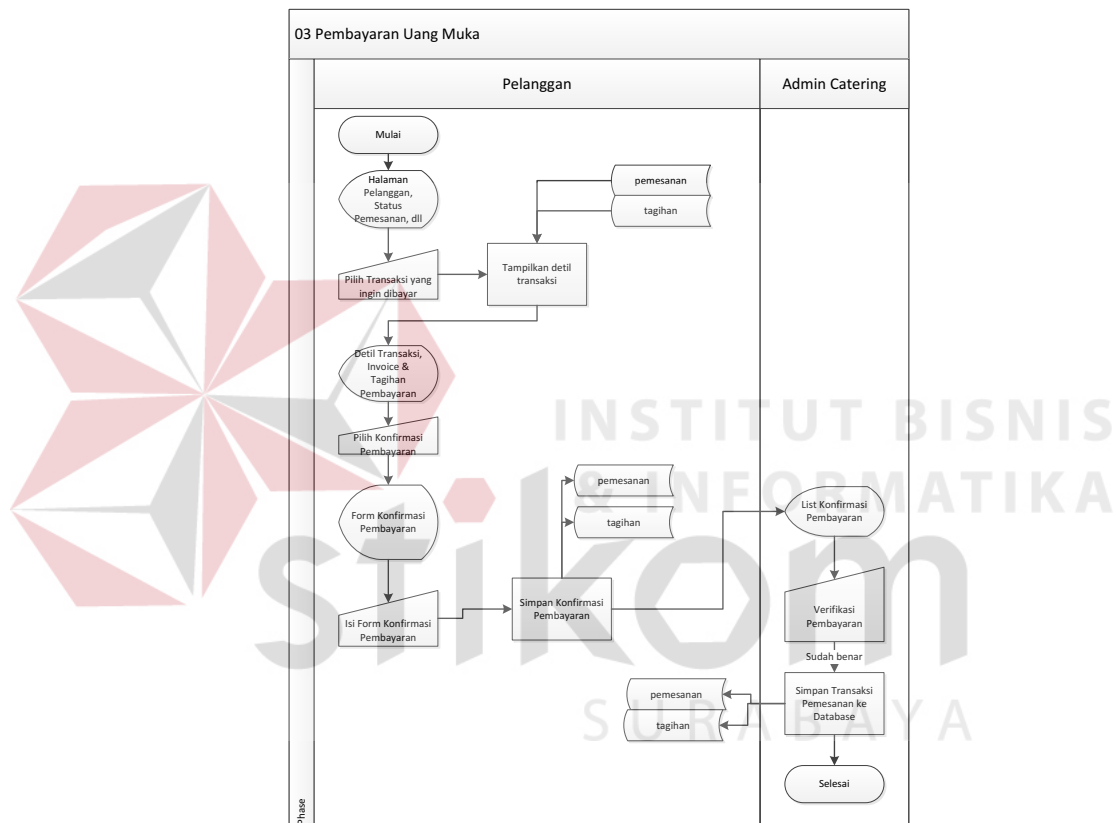 03 Pembayaran Uang Muka
Pelanggan
Admin Catering
Mulai
Halaman
Pelanggan,
Status
Pemesanan, dll
pemesanan
tagihan
Pilih Transaksi yang
ingin dibayar
Tampilkan detil
transaksi
Detil Transaksi,
Invoice &
Tagihan
Pembayaran
Pilih Konfirmasi
Pembayaran
Form Konfirmasi
Pembayaran
pemesanan
tagihan
Isi Form Konfirmasi
Pembayaran
Simpan Konfirmasi
Pembayaran
List Konfirmasi
Pembayaran
Verifikasi
Pembayaran
Sudah benar
Simpan Transaksi
Pemesanan ke
Database
pemesanan
tagihan
Selesai
Phase
INSTITUT BISNIS
& INFORMATIKA
stikom
SURABAYA